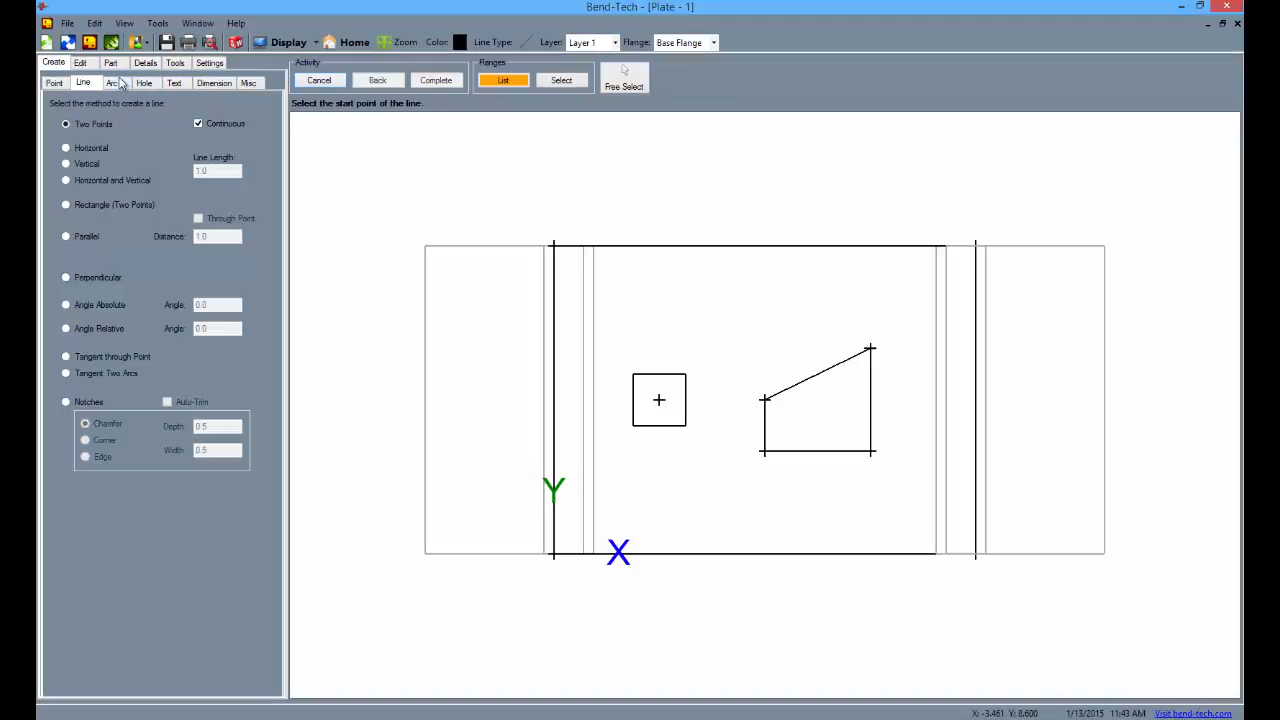 Bend-Tech - [Plate - 1]
File Edit View Tools Window Help
Display Home Zoom Color: Line Type: Layer: Layer 1 Flange: Base Flange
Create Edit Part Details Tools Settings
Point Line Arc Hole Text Dimension Misc
Activity
Cancel Back Complete
Flanges
List Select
Free Select
Select the start point of the line.
Select the method to create a line.
Two Points Continuous
Horizontal
Line Length:
Vertical 1.0
Horizontal and Vertical
Rectangle (Two Points)
Through Point
Parallel Distance: 1.0
Perpendicular
Angle Absolute Angle: 0.0
Angle Relative Angle: 0.0
Tangent through Point
Tangent Two Arcs
Notches Auto-Trim
Chamfer Depth: 0.5
Corner
Width: 0.5
Edge
Y
X
X: -3.461 Y: 8.600 1/13/2015 11:43 AM Visit bend-tech.com